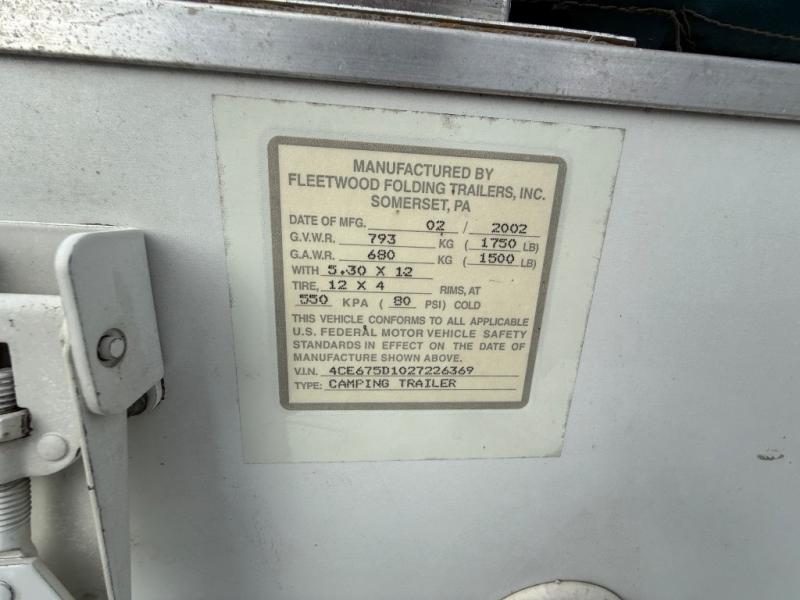 MANUFACTURED BY
FLEETWOOD FOLDING TRAILERS, INC.
SOMERSET, PA
DATE OF MFG. 02 / 2002
G.V.W.R. 793 KG ( 1750 LB)
G.A.W.R. 680 KG ( 1500 LB)
WITH 5.30 X 12
TIRE, 12 X 4 RIMS, AT
550 KPA ( 80 PSI) COLD
THIS VEHICLE CONFORMS TO ALL APPLICABLE
U.S. FEDERAL MOTOR VEHICLE SAFETY
STANDARDS IN EFFECT ON THE DATE OF
MANUFACTURE SHOWN ABOVE.
V.I.N. 4CE675D1027226369
TYPE: CAMPING TRAILER